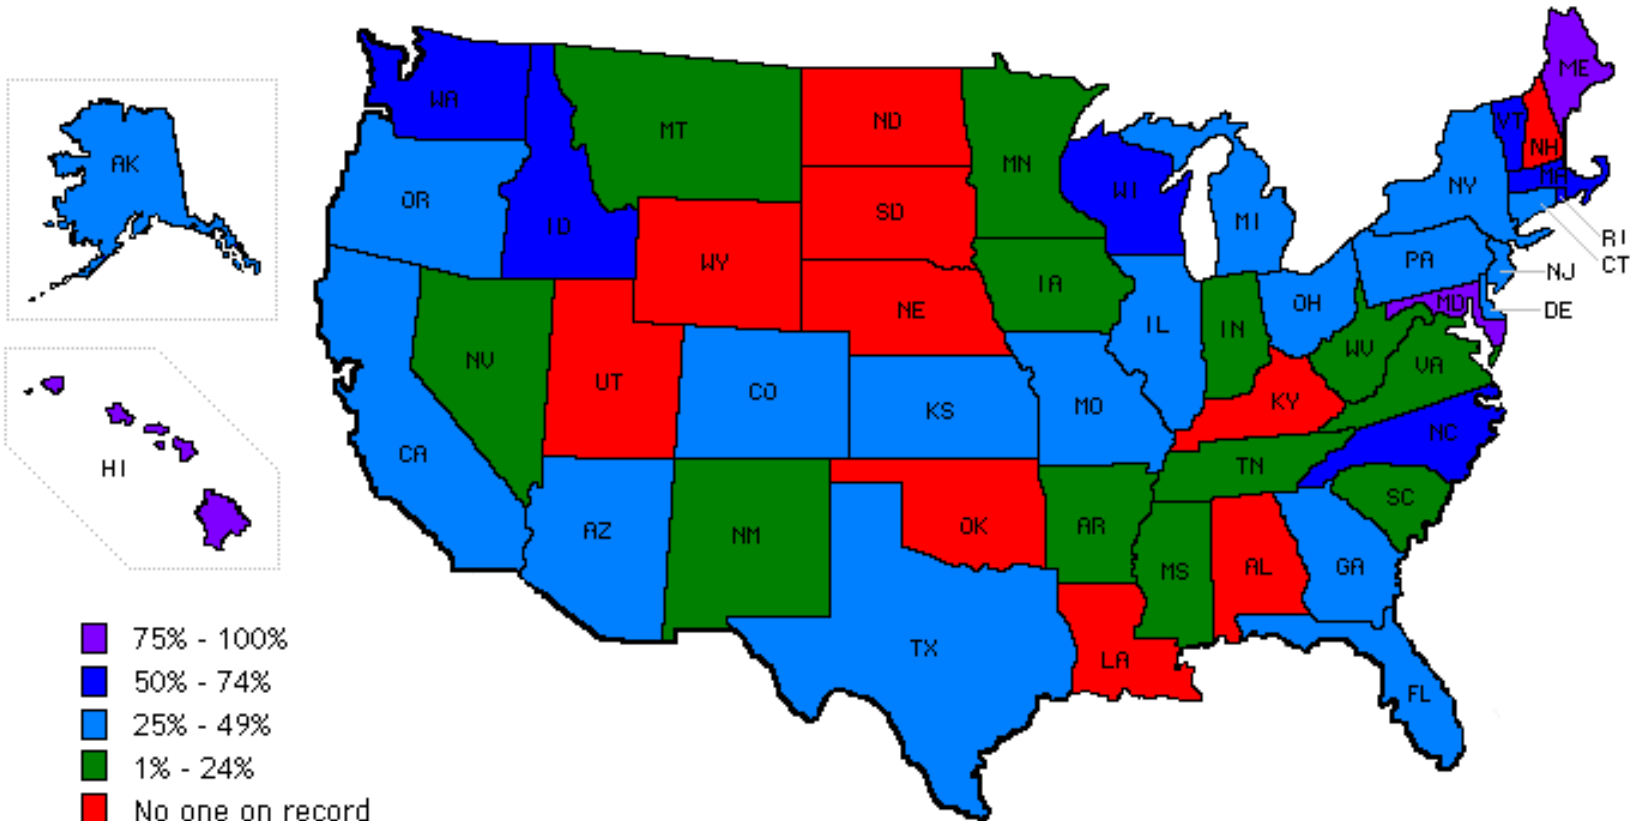 ME
WA
VT
ND
MT
NH
AK
MN
MA
WI
NY
OR
SD
MI
ID
RI
PA
CT
WY
NJ
IA
MD
OH
DE
NE
IL
IN
WV
NV
VA
UT
CO
KY
KS
MO
NC
CA
HI
TN
SC
AZ
OK
AR
NM
MS
AL
GA
TX
LA
FL
75% - 100%
50% - 74%
25% - 49%
1% - 24%
No one on record